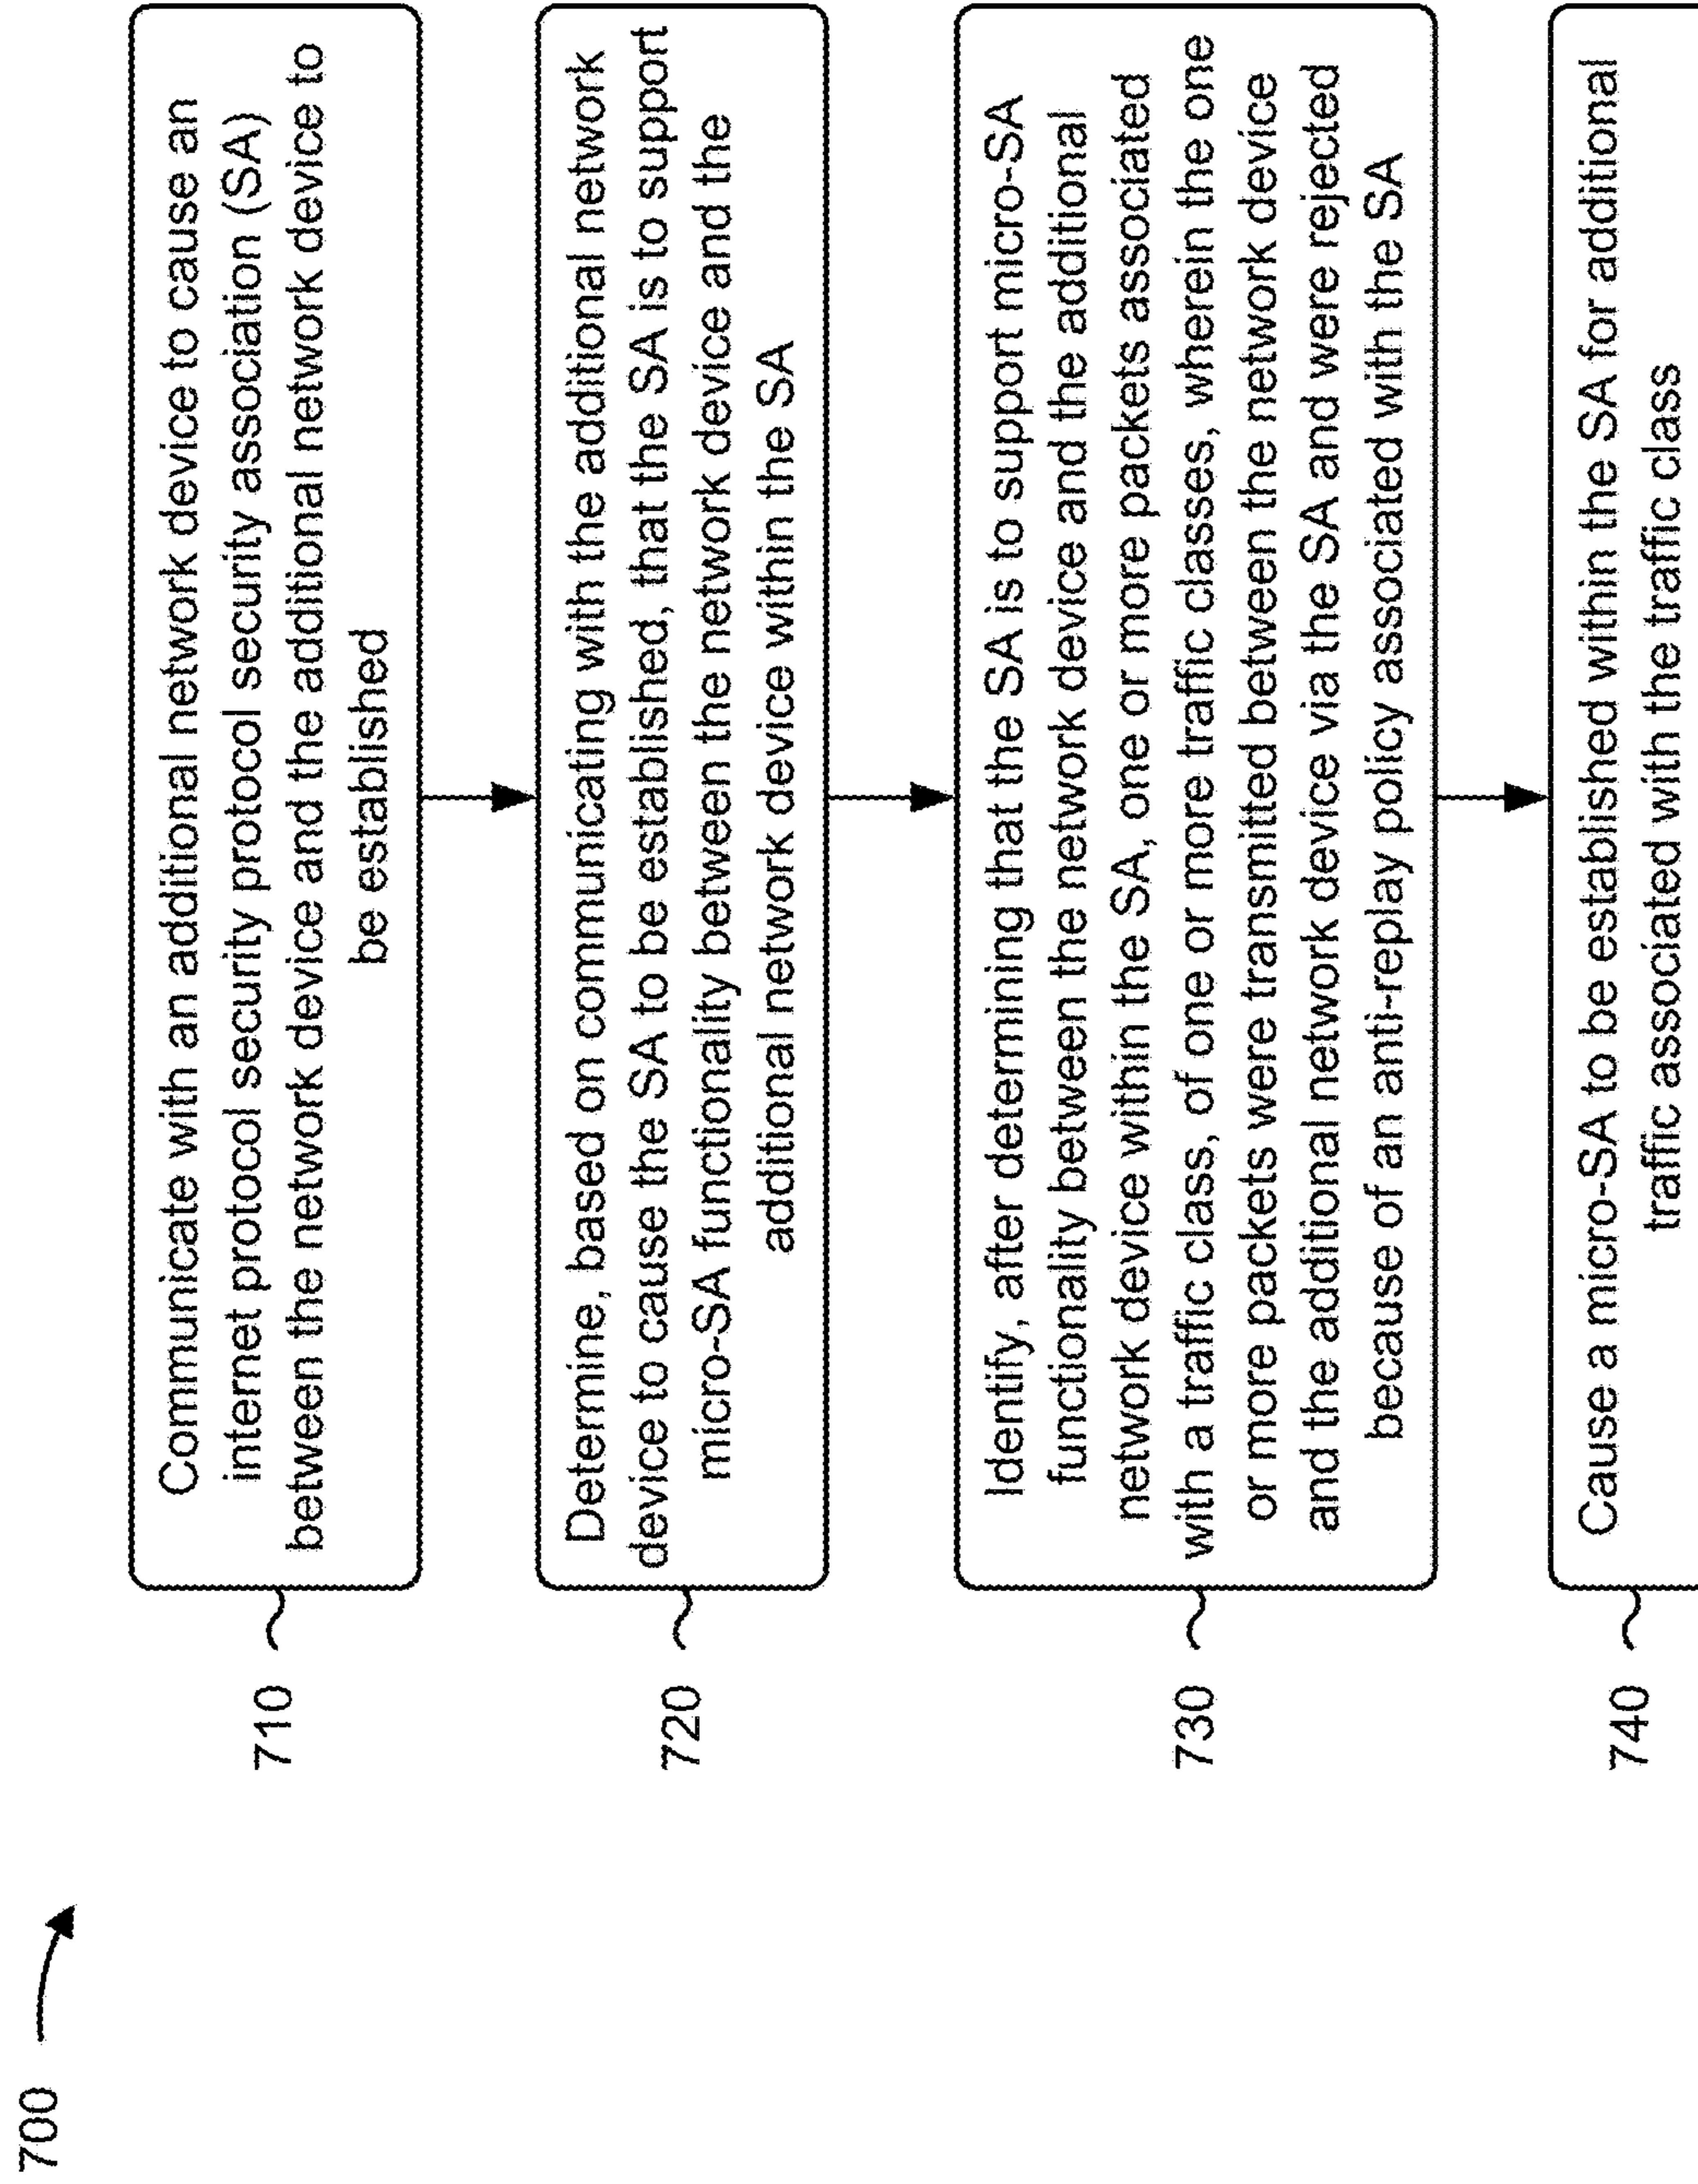 700
710
Communicate with an additional network device to cause an
internet protocol security protocol security association (SA)
between the network device and the additional network device to
be established
720
Determine, based on communicating with the additional network
device to cause the SA to be established, that the SA is to support
micro-SA functionality between the network device and the
additional network device within the SA
730
Identify, after determining that the SA is to support micro-SA
functionality between the network device and the additional
network device within the SA, one or more packets associated
with a traffic class, of one or more traffic classes, wherein the one
or more packets were transmitted between the network device
and the additional network device via the SA and were rejected
because of an anti-replay policy associated with the SA
740
Cause a micro-SA to be established within the SA for additional
traffic associated with the traffic class